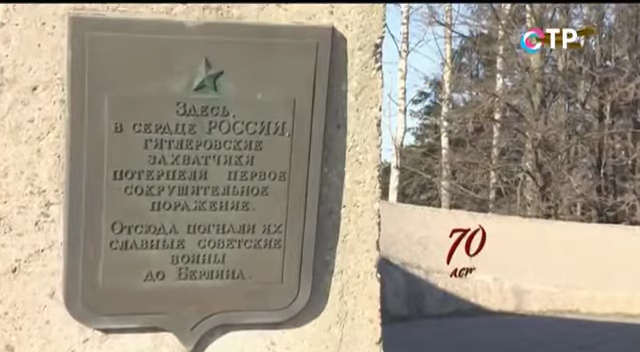 ОТР
Здесь,
в сердце РОССИИ,
гитлеровские
захватчики
потерпели первое
сокрушительное
поражение.
Отсюда погнали их
славные советские
воины
до Берлина.
70
лет